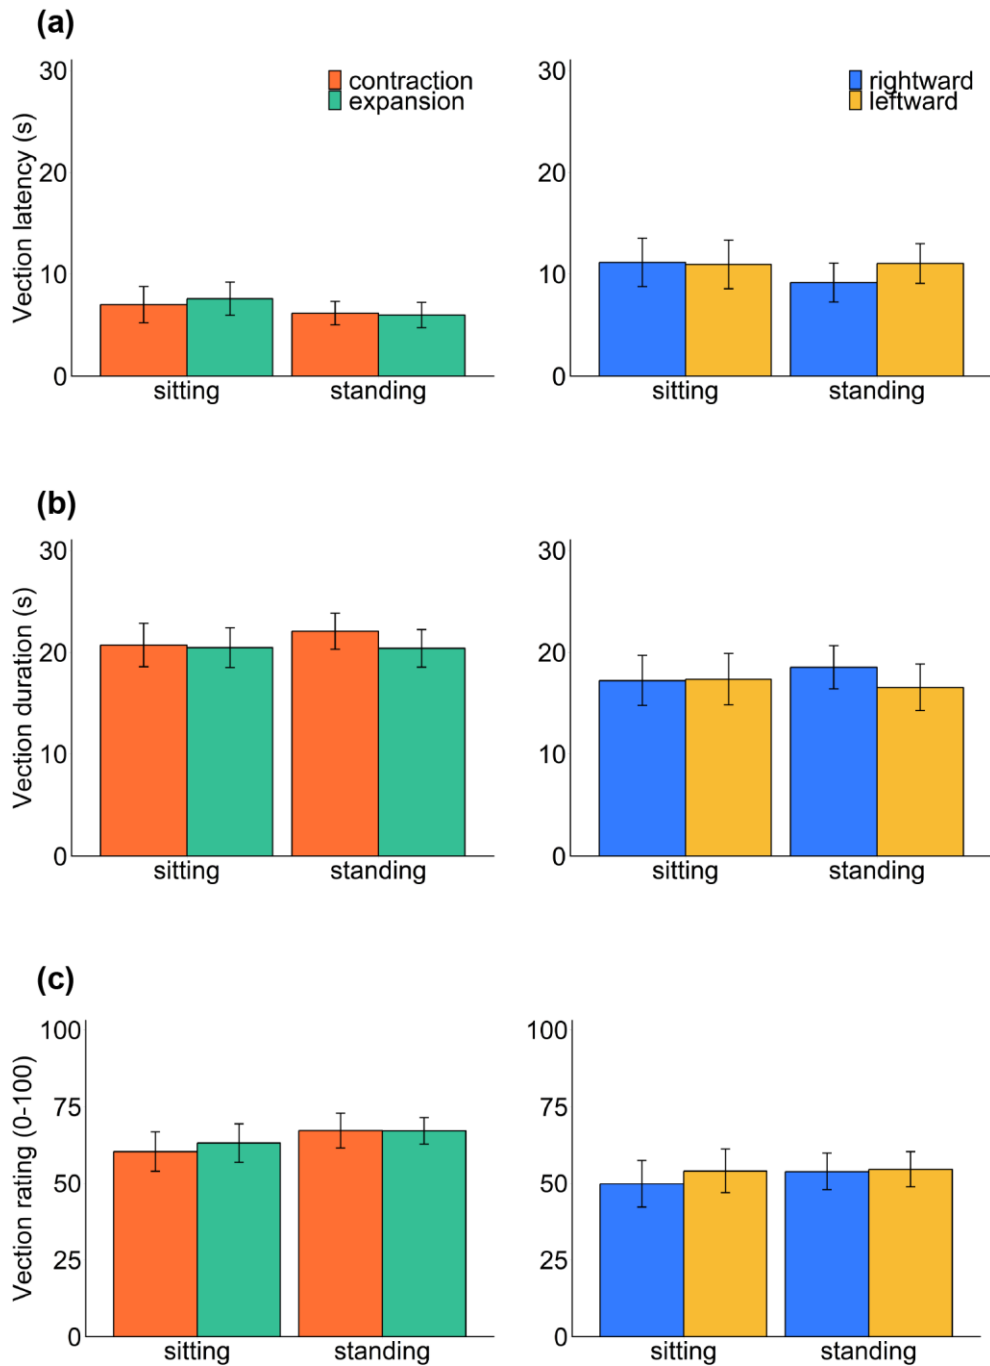 (a)
Vection latency (s)
30
20
10
0
contraction
expansion
sitting
standing
30
20
10
0
rightward
leftward
sitting
standing
(b)
Vection duration (s)
30
20
10
0
sitting
standing
30
20
10
0
sitting
standing
(c)
Vection rating (0-100)
100
75
50
25
0
sitting
standing
100
75
50
25
0
sitting
standing